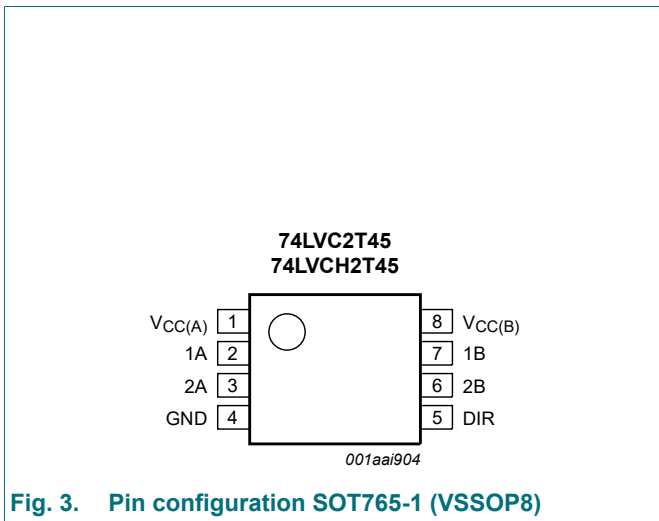 74LVC2T45
74LVCH2T45
VCC(A) 1 8 VCC(B)
1A 2 7 1B
2A 3 6 2B
GND 4 5 DIR
001aai904
Fig. 3. Pin configuration SOT765-1 (VSSOP8)